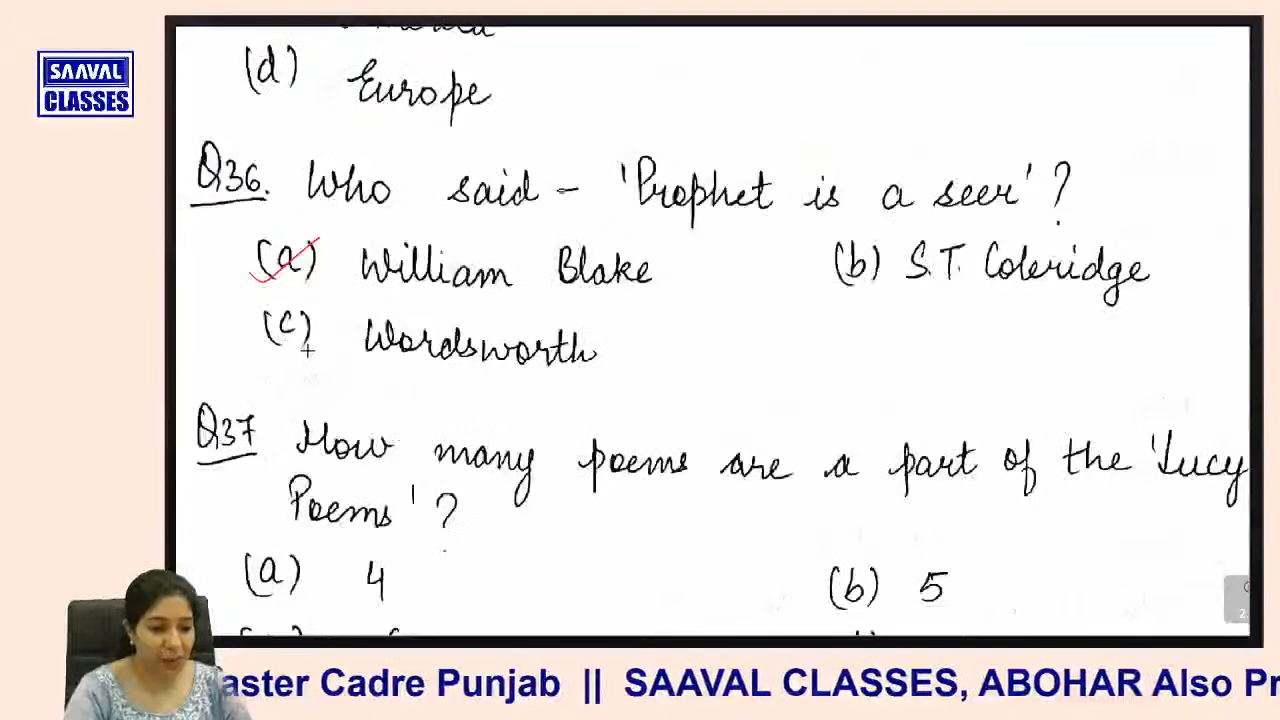 SAAVAL
CLASSES
(d) Europe
Q36. Who said - 'Prophet is a seer'?
(a) William Blake (b) S.T. Coleridge
(c) Wordsworth
Q37 How many poems are a part of the 'Lucy
Poems'?
(a) 4 (b) 5
aster Cadre Punjab || SAAVAL CLASSES, ABOHAR Also Pr